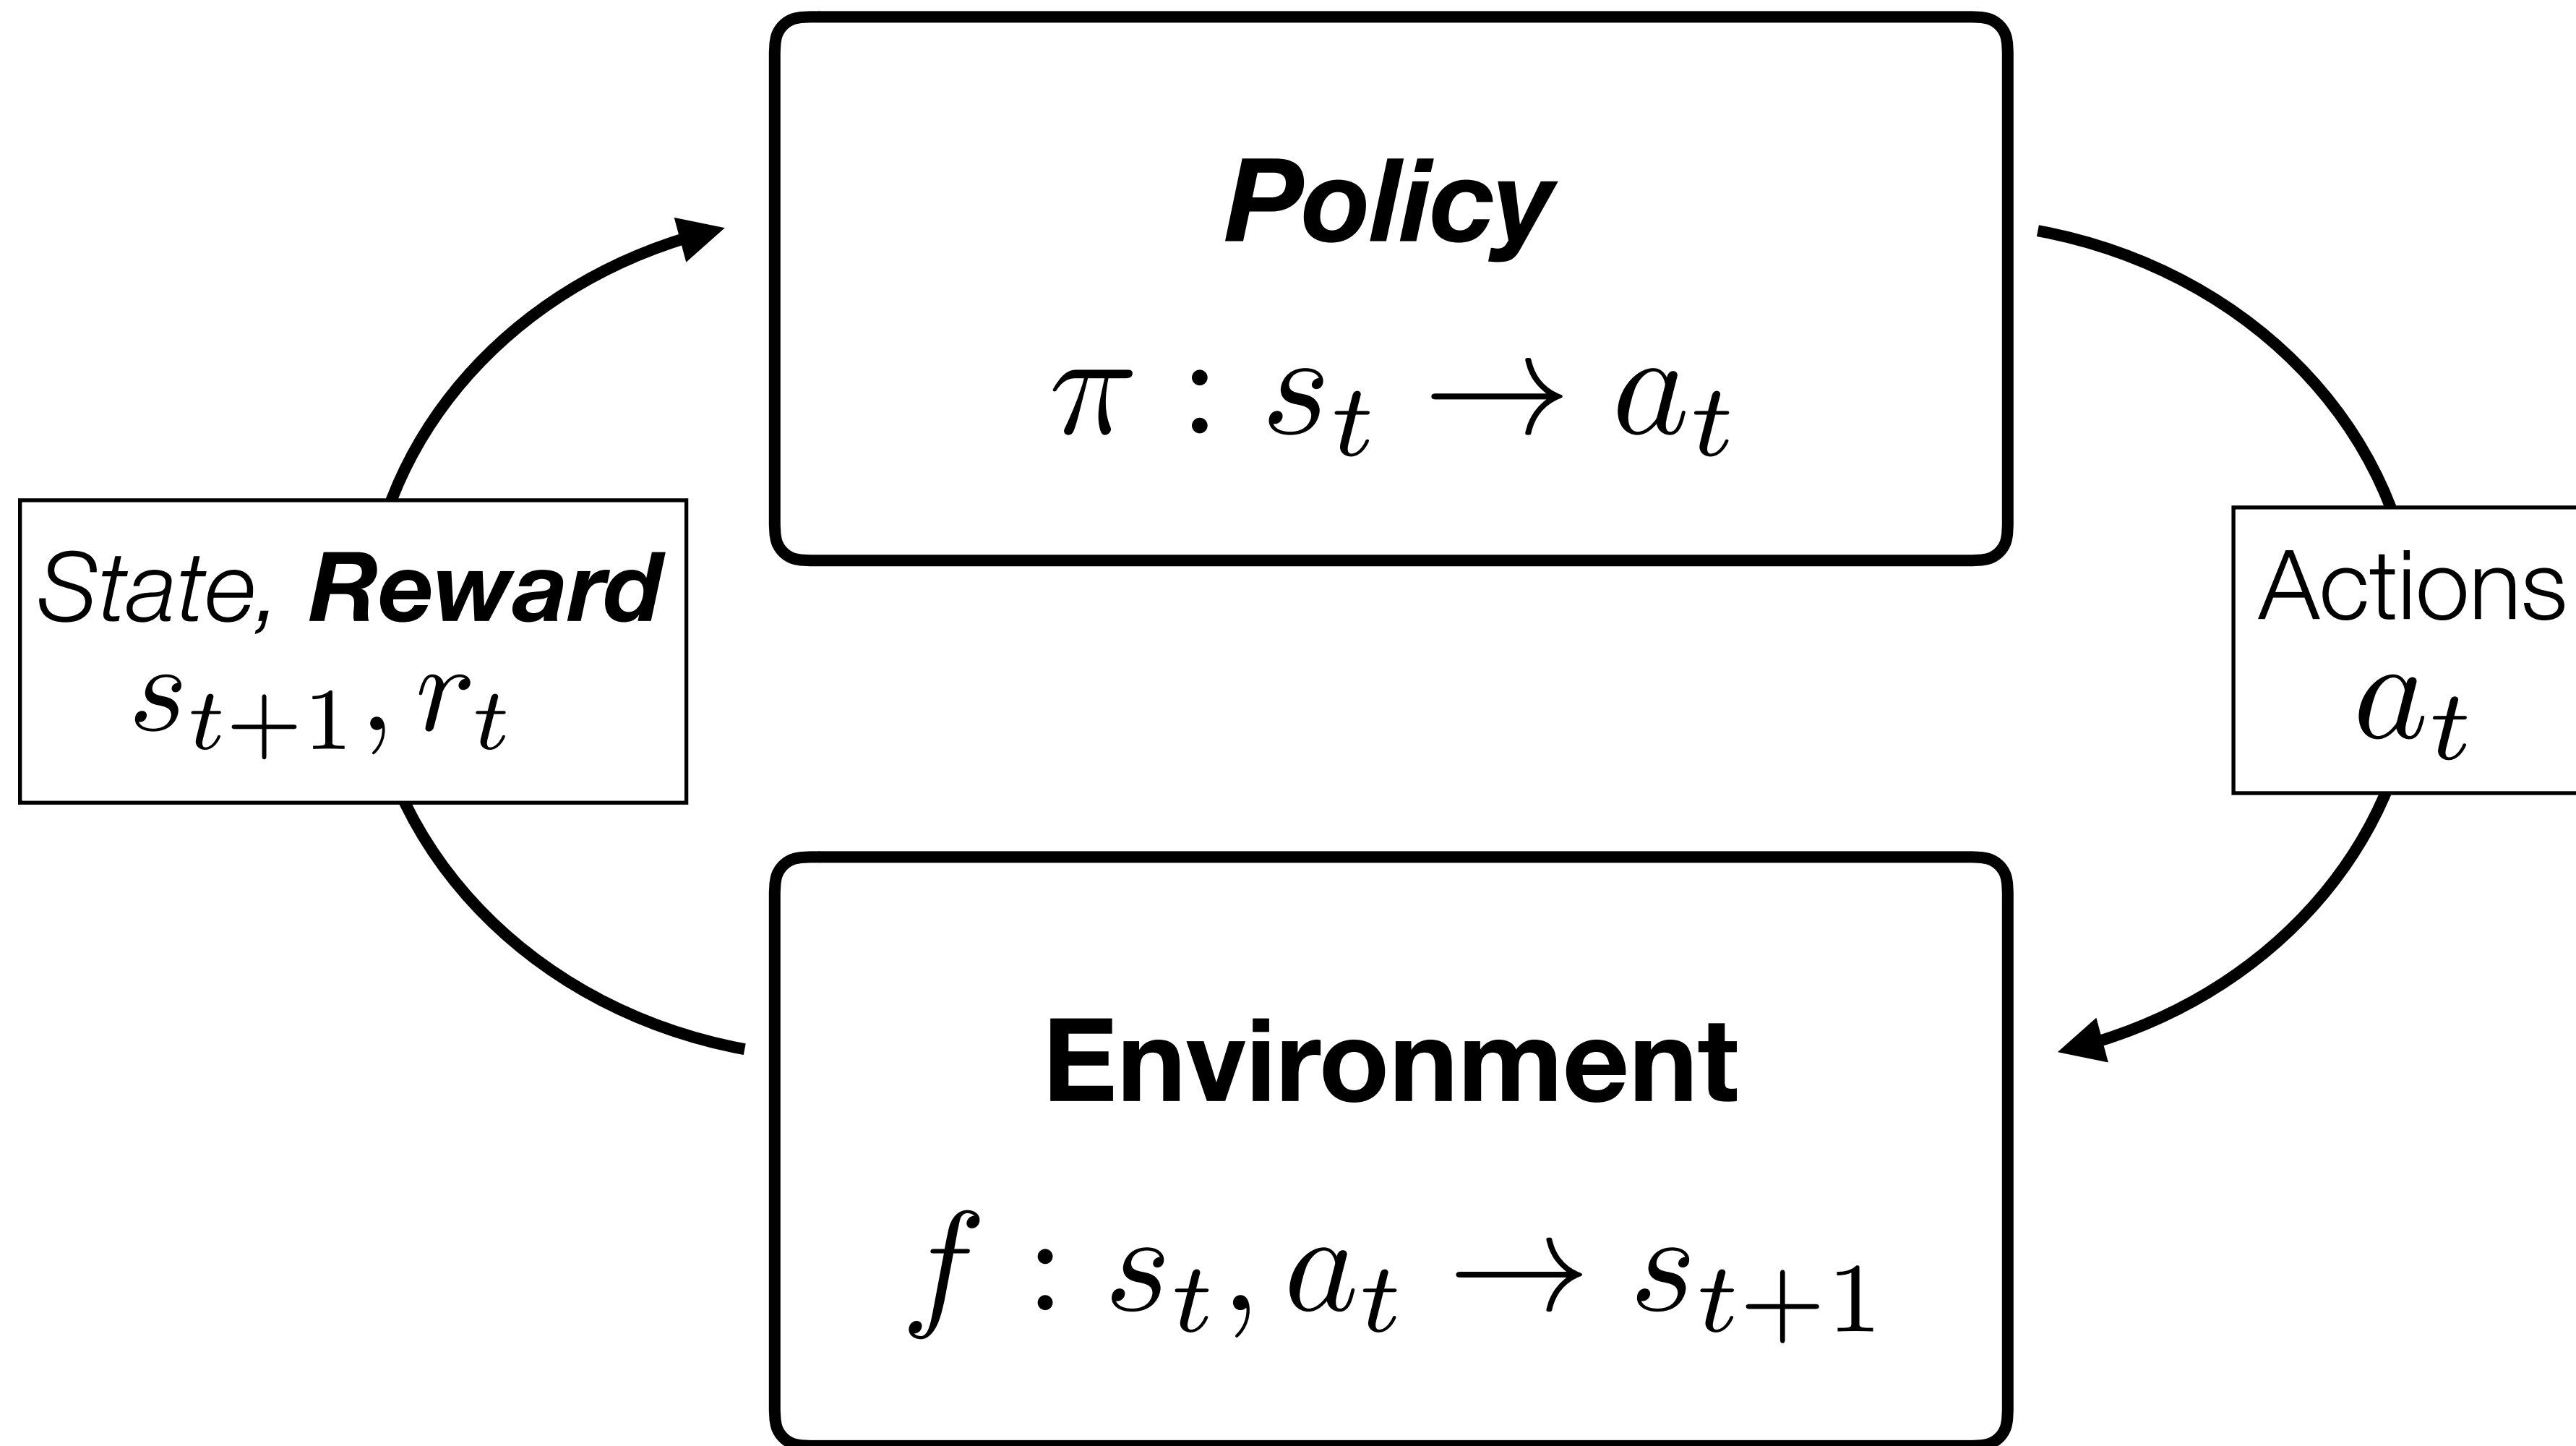 Policy
π : s_t → a_t
State, Reward
s_{t+1}, r_t
Actions
a_t
Environment
f : s_t, a_t → s_{t+1}